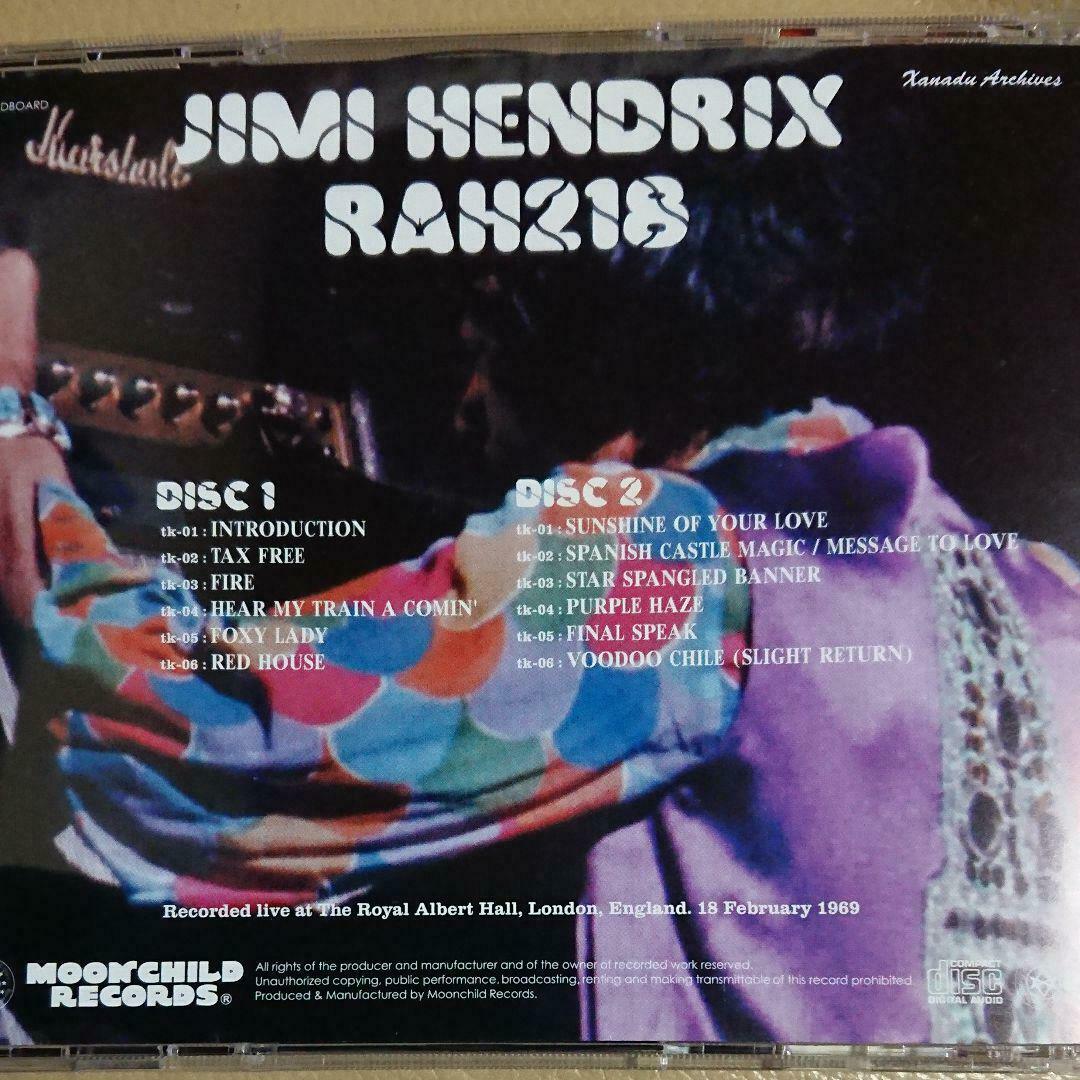 DBOARD
Xanadu Archives
Marshall
JIMI HENDRIX
RAH218
DISC 1
tk-01 : INTRODUCTION
tk-02 : TAX FREE
tk-03 : FIRE
tk-04 : HEAR MY TRAIN A COMIN'
tk-05 : FOXY LADY
tk-06 : RED HOUSE
DISC 2
tk-01 : SUNSHINE OF YOUR LOVE
tk-02 : SPANISH CASTLE MAGIC / MESSAGE TO LOVE
tk-03 : STAR SPANGLED BANNER
tk-04 : PURPLE HAZE
tk-05 : FINAL SPEAK
tk-06 : VOODOO CHILE (SLIGHT RETURN)
Recorded live at The Royal Albert Hall, London, England. 18 February 1969
MOONCHILD
RECORDS®
All rights of the producer and manufacturer and of the owner of recorded work reserved.
Unauthorized copying, public performance, broadcasting, renting and making transmittable of this record prohibited.
Produced & Manufactured by Moonchild Records.
COMPACT
disc
DIGITAL AUDIO